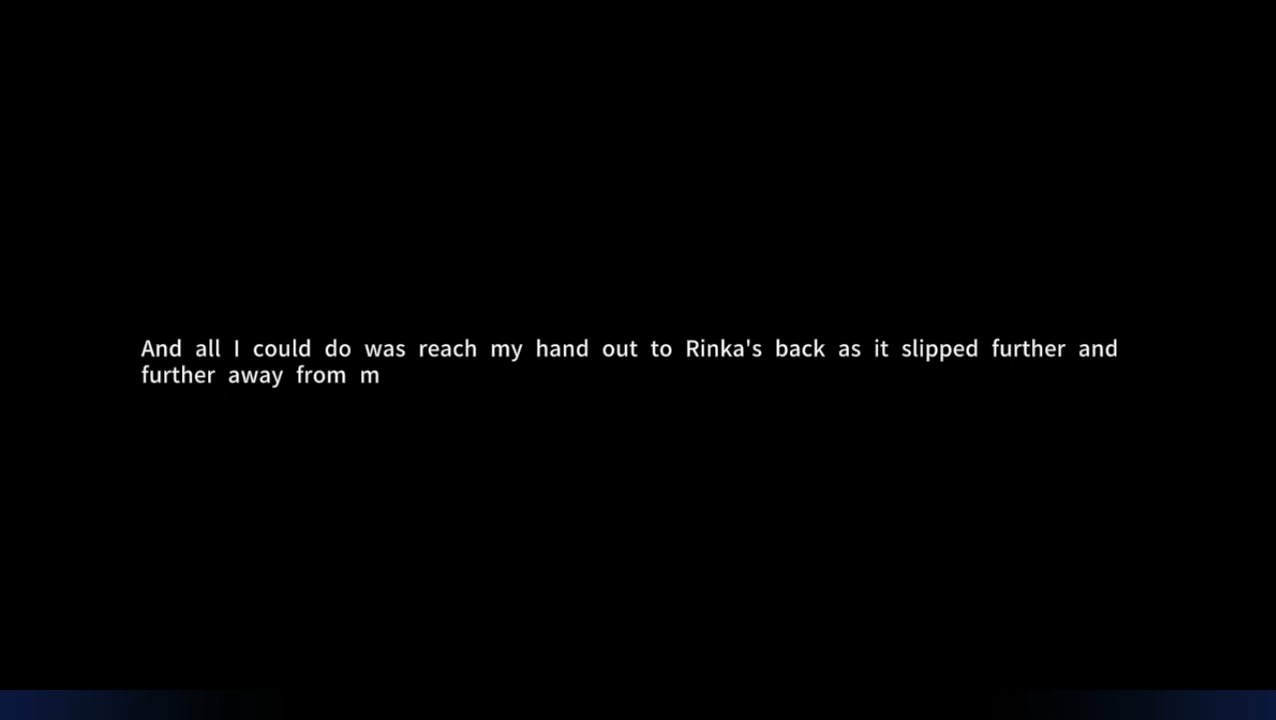 And all I could do was reach my hand out to Rinka's back as it slipped further and
further away from m